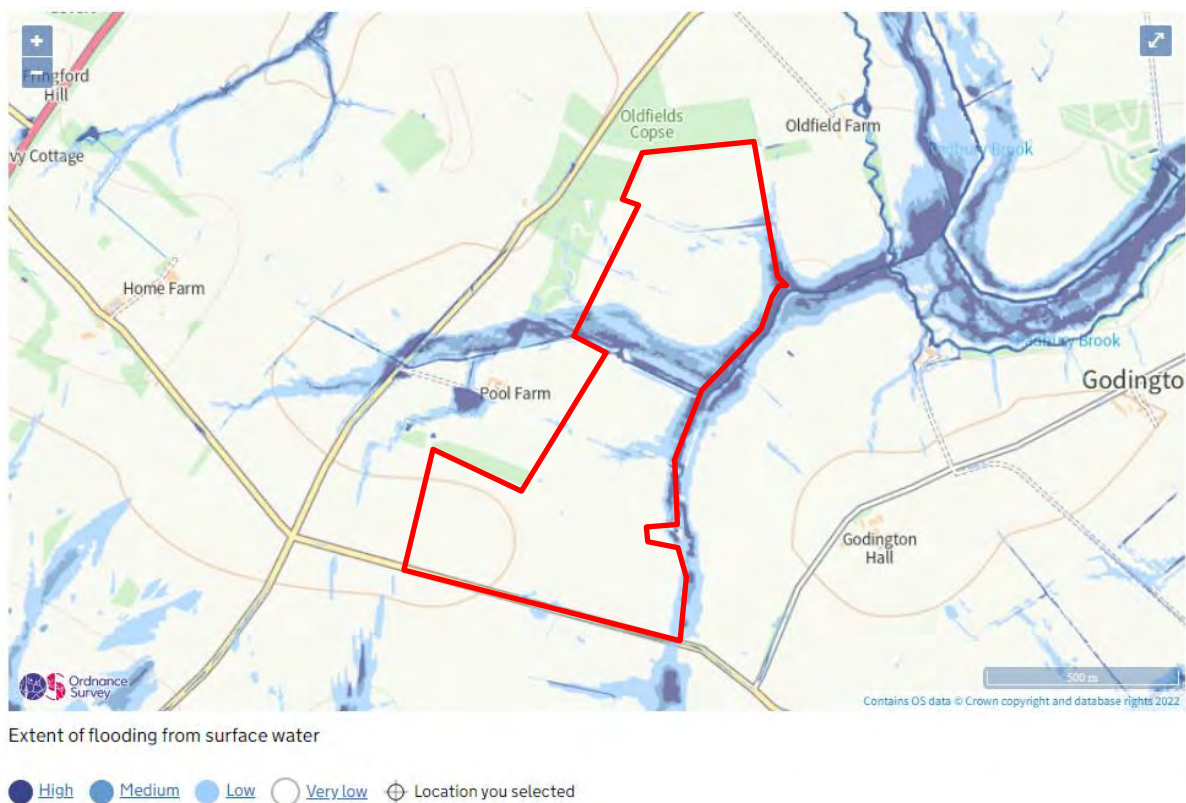 +
−
Fringford
Hill
vy Cottage
Oldfields
Copse
Oldfield Farm
Padbury Brook
Home Farm
Pool Farm
Padbury Brook
Godingto
Godington
Hall
Ordnance
Survey
500 m
Contains OS data © Crown copyright and database rights 2022
Extent of flooding from surface water
High Medium Low Very low Location you selected